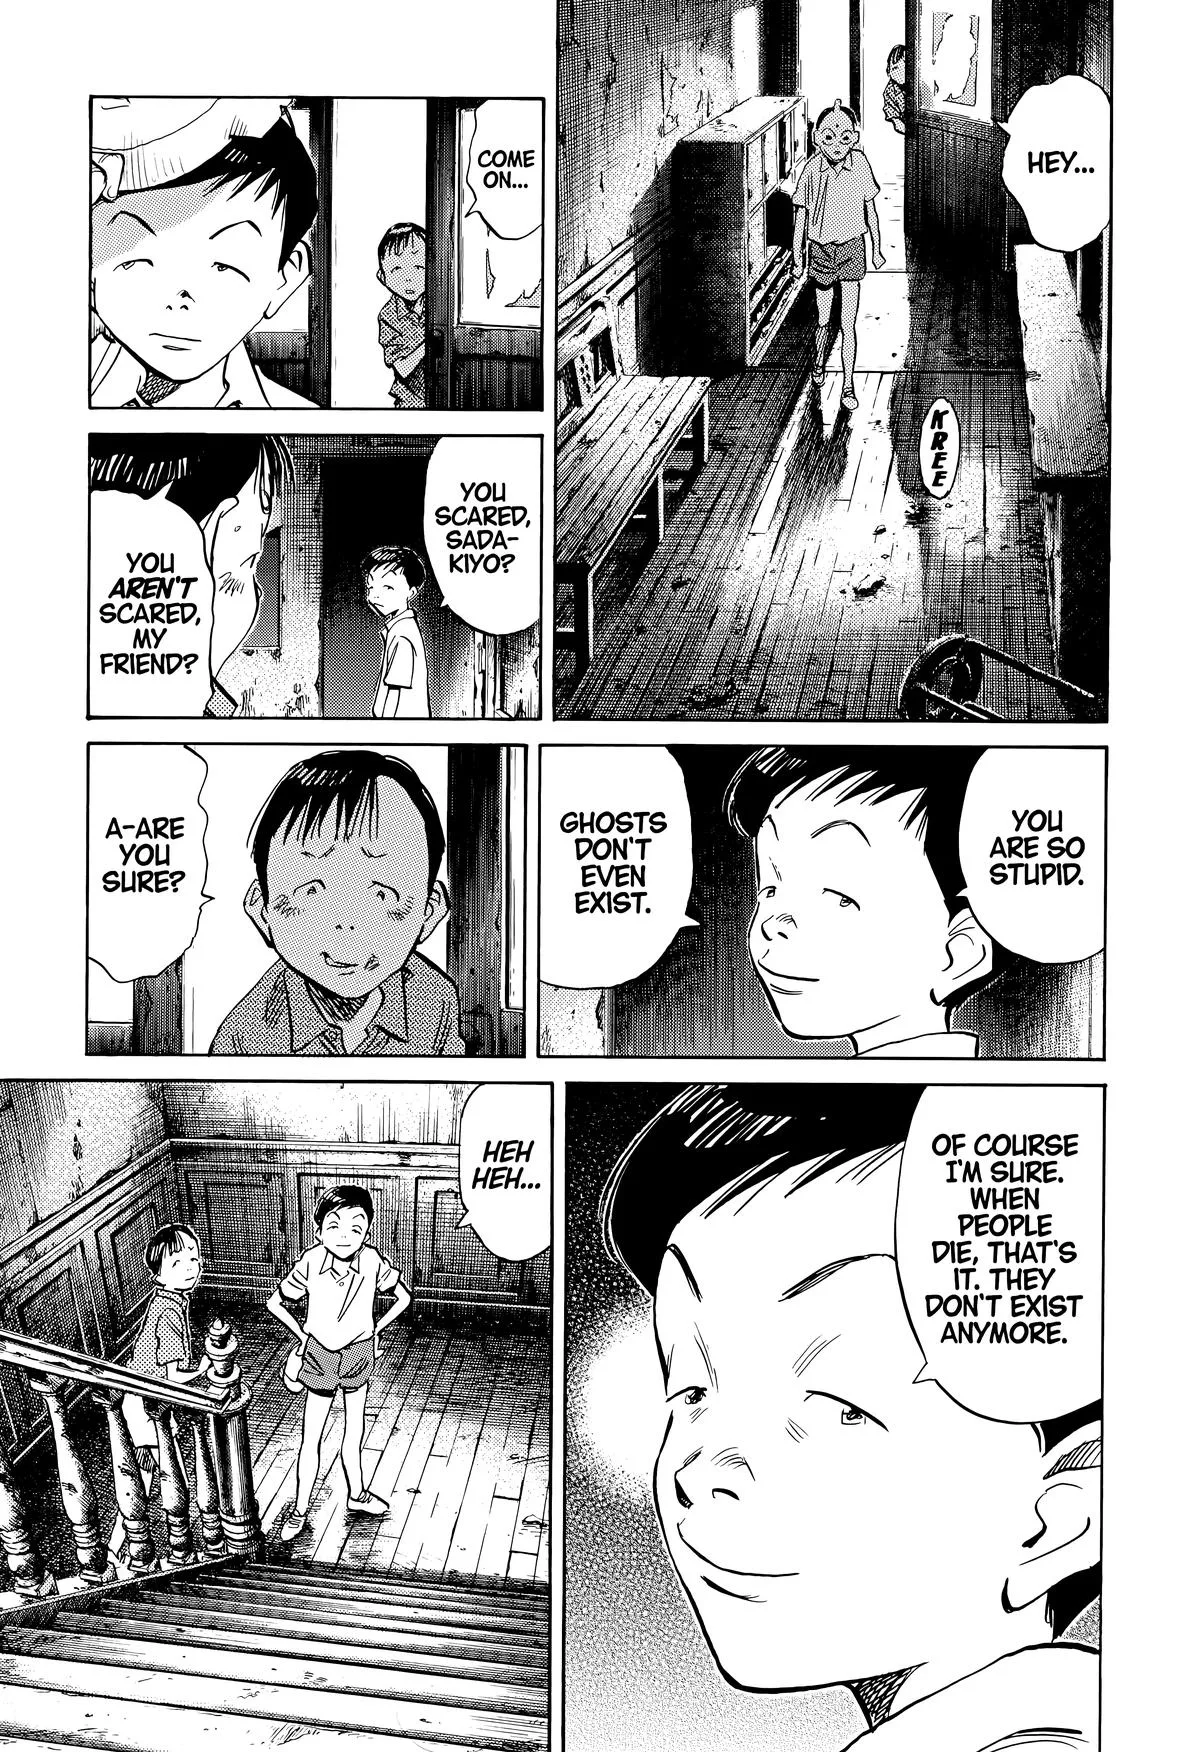 HEY...
KREE
COME
ON...
YOU
SCARED,
SADA-
KIYO?
YOU
AREN'T
SCARED,
MY
FRIEND?
YOU
ARE SO
STUPID.
GHOSTS
DON'T
EVEN
EXIST.
A-ARE
YOU
SURE?
OF COURSE
I'M SURE.
WHEN
PEOPLE
DIE, THAT'S
IT. THEY
DON'T EXIST
ANYMORE.
HEH
HEH...